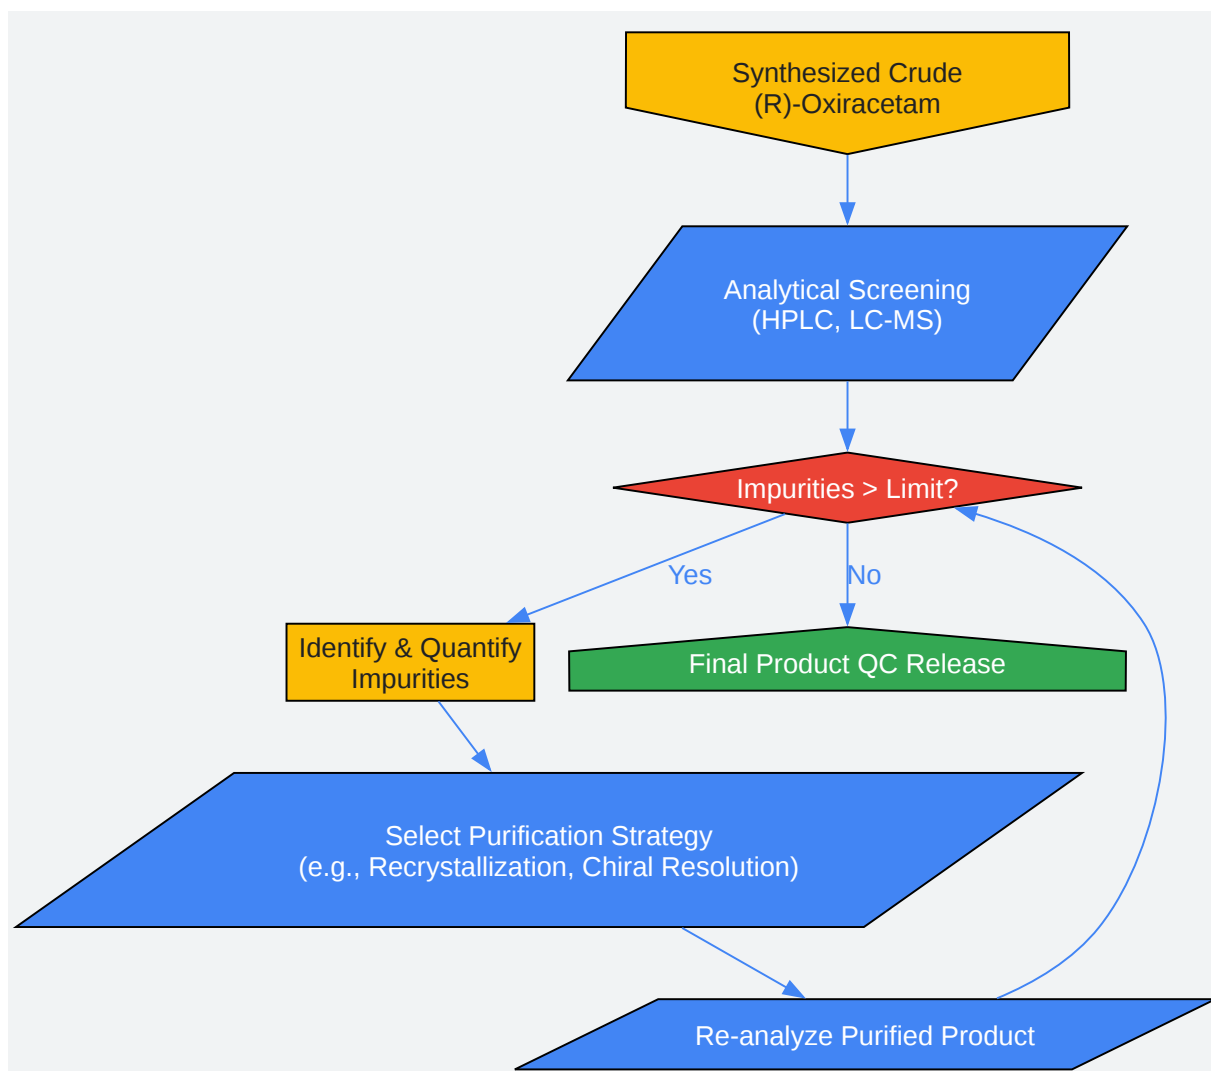 Synthesized Crude
(R)-Oxiracetam
Analytical Screening
(HPLC, LC-MS)
Impurities > Limit?
Yes
No
Identify & Quantify
Impurities
Final Product QC Release
Select Purification Strategy
(e.g., Recrystallization, Chiral Resolution)
Re-analyze Purified Product